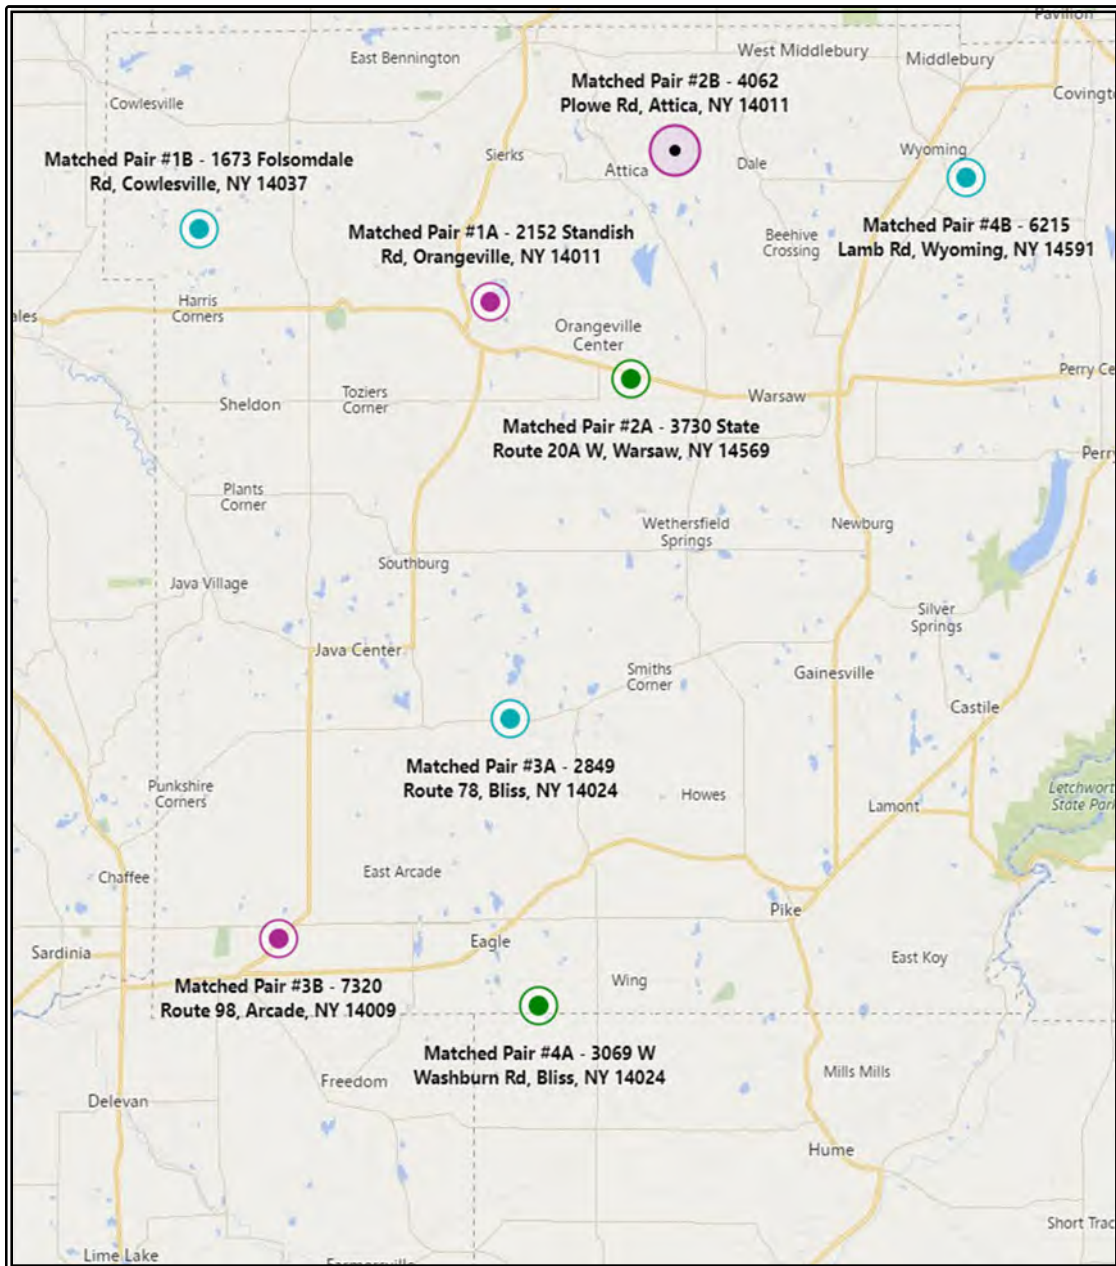 Pavilion
East Bennington
West Middlebury
Middlebury
Matched Pair #2B - 4062
Plowe Rd, Attica, NY 14011
Covingto
Cowlesville
Matched Pair #1B - 1673 Folsomdale
Rd, Cowlesville, NY 14037
Sierks
Attica
Dale
Wyoming
Matched Pair #1A - 2152 Standish
Rd, Orangeville, NY 14011
Beehive
Crossing
Matched Pair #4B - 6215
Lamb Rd, Wyoming, NY 14591
Harris
Corners
ales
Orangeville
Center
Perry Ce
Toziers
Corner
Sheldon
Warsaw
Matched Pair #2A - 3730 State
Route 20A W, Warsaw, NY 14569
Perry
Plants
Corner
Wethersfield
Springs
Newburg
Southburg
Java Village
Silver
Springs
Java Center
Smiths
Corner
Gainesville
Castile
Matched Pair #3A - 2849
Route 78, Bliss, NY 14024
Punkshire
Corners
Howes
Lamont
Letchwort
State Par
Chaffee
East Arcade
Pike
Sardinia
Eagle
East Koy
Wing
Matched Pair #3B - 7320
Route 98, Arcade, NY 14009
Matched Pair #4A - 3069 W
Washburn Rd, Bliss, NY 14024
Freedom
Mills Mills
Delevan
Hume
Short Trac
Lime Lake
Farmersville